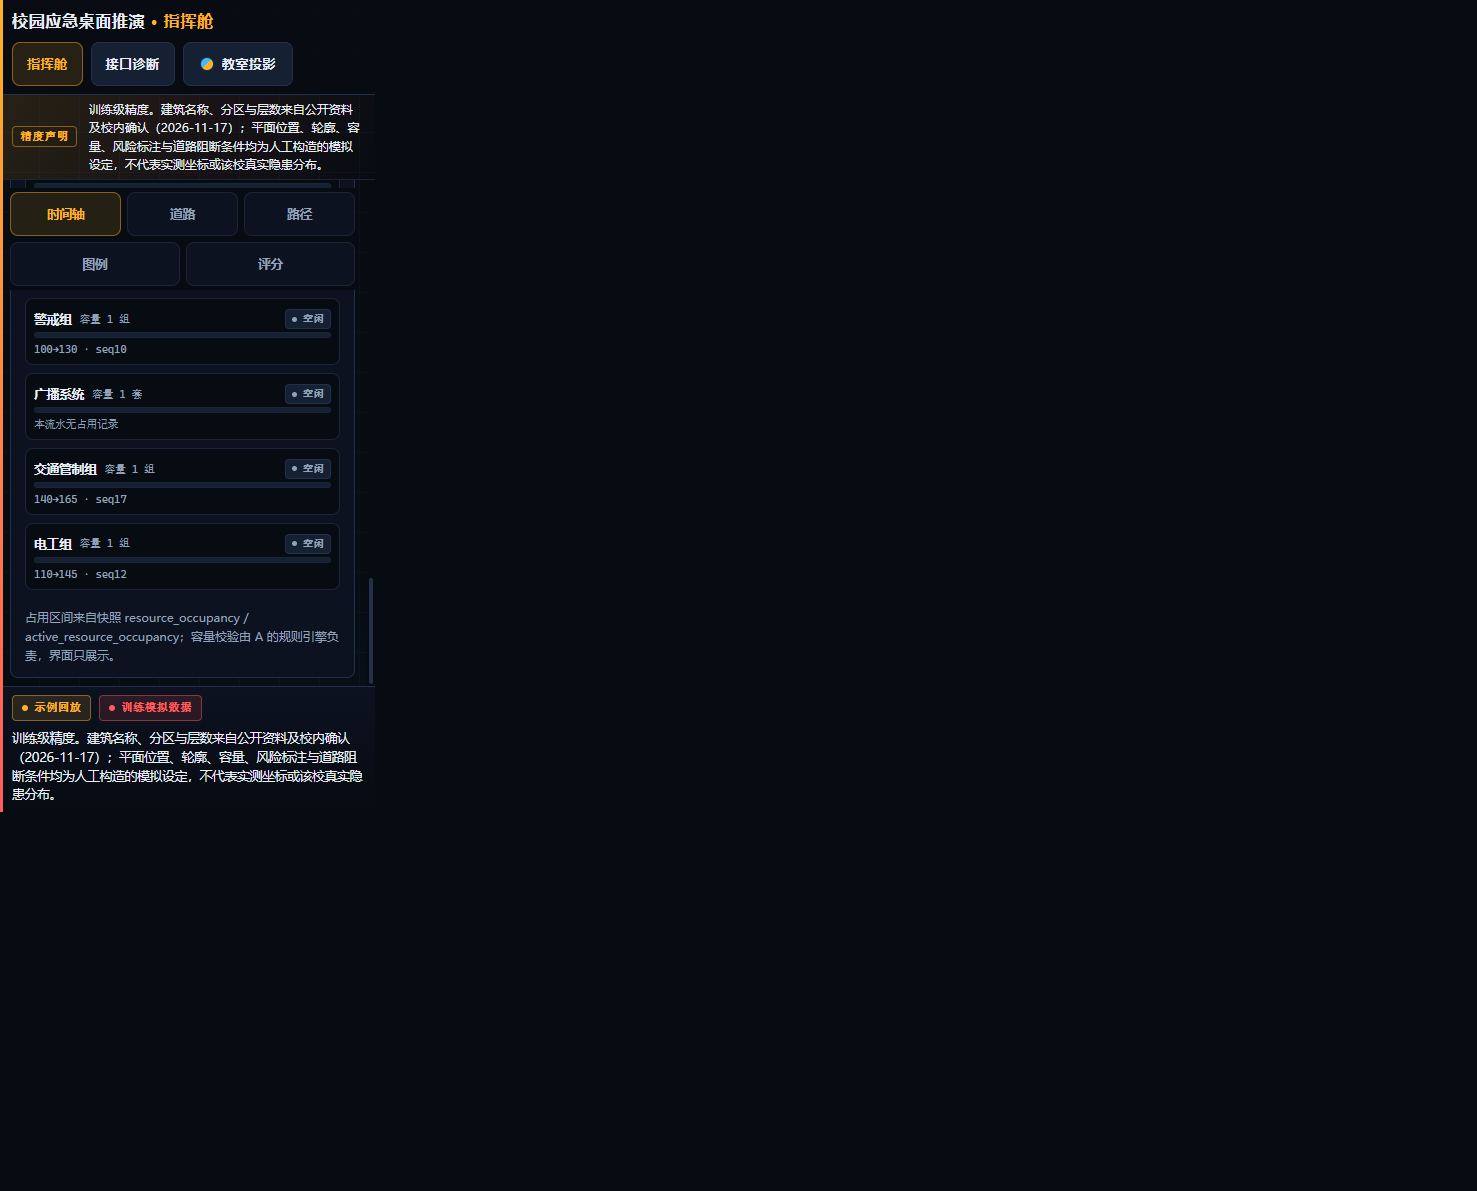 校园应急桌面推演 • 指挥舱
指挥舱
接口诊断
教室投影
精度声明
训练级精度。建筑名称、分区与层数来自公开资料
及校内确认（2026-11-17）；平面位置、轮廓、容
量、风险标注与道路阻断条件均为人工构造的模拟
设定，不代表实测坐标或该校真实隐患分布。
时间轴
道路
路径
图例
评分
警戒组 容量 1 组
空闲
100→130 · seq10
广播系统 容量 1 套
空闲
本流水无占用记录
交通管制组 容量 1 组
空闲
140→165 · seq17
电工组 容量 1 组
空闲
110→145 · seq12
占用区间来自快照 resource_occupancy /
active_resource_occupancy；容量校验由 A 的规则引擎负
责，界面只展示。
示例回放
训练模拟数据
训练级精度。建筑名称、分区与层数来自公开资料及校内确认
（2026-11-17）；平面位置、轮廓、容量、风险标注与道路阻
断条件均为人工构造的模拟设定，不代表实测坐标或该校真实隐
患分布。